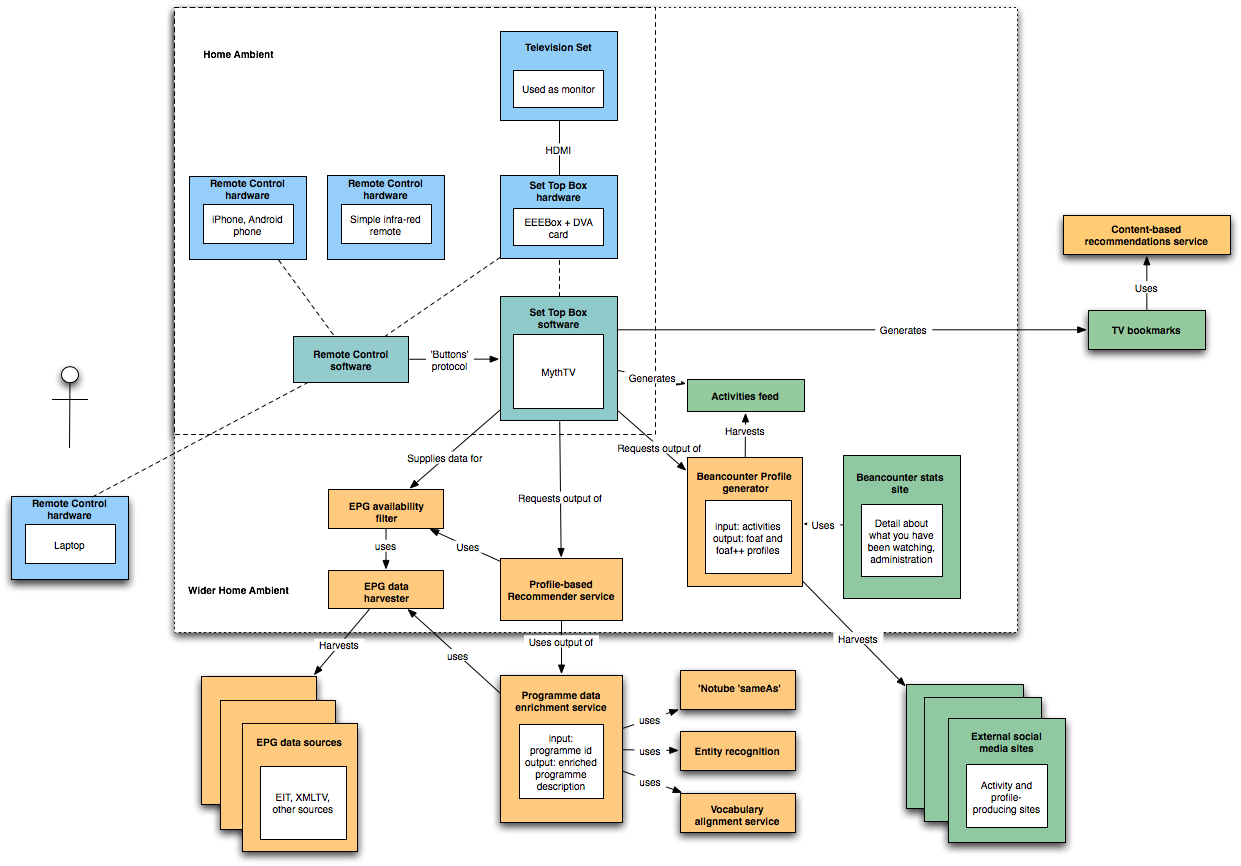 Home Ambient
Television Set
Used as monitor
HDMI
Remote Control
hardware
iPhone, Android
phone
Remote Control
hardware
Simple infra-red
remote
Set Top Box
hardware
EEEBox + DVA
card
Content-based
recommendations service
Uses
TV bookmarks
Set Top Box
software
MythTV
Generates
Remote Control
software
'Buttons'
protocol
Generates
Activities feed
Harvests
Requests output of
Supplies data for
Beancounter Profile
generator
input: activities
output: foaf and
foaf++ profiles
Uses
Beancounter stats
site
Detail about
what you have
been watching,
administration
Remote Control
hardware
Laptop
EPG availability
filter
Requests output of
uses
Uses
EPG data
harvester
Profile-based
Recommender service
Wider Home Ambient
Harvests
uses
Uses output of
Harvests
Programme data
enrichment service
input:
programme id
output: enriched
programme
description
uses
'Notube 'sameAs'
uses
Entity recognition
uses
Vocabulary
alignment service
EPG data sources
EIT, XMLTV,
other sources
External social
media sites
Activity and
profile-
producing sites